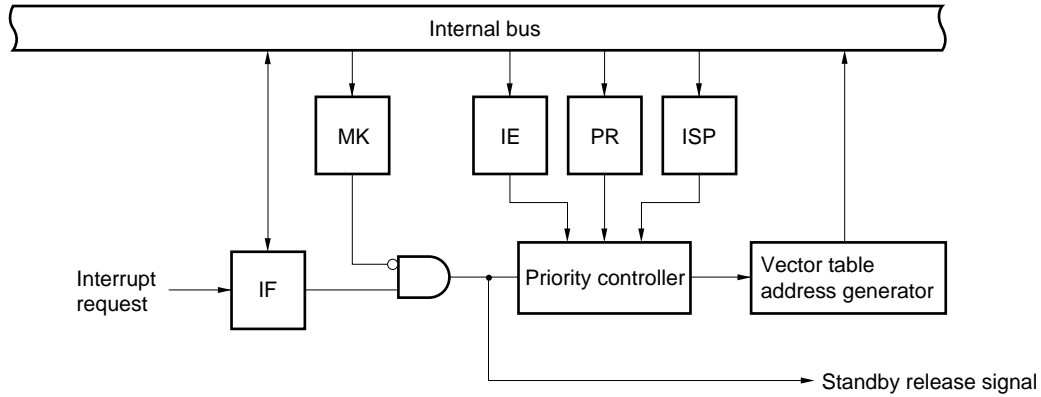 Internal bus
MK
IE
PR
ISP
Interrupt
request
IF
Priority controller
Vector table
address generator
Standby release signal